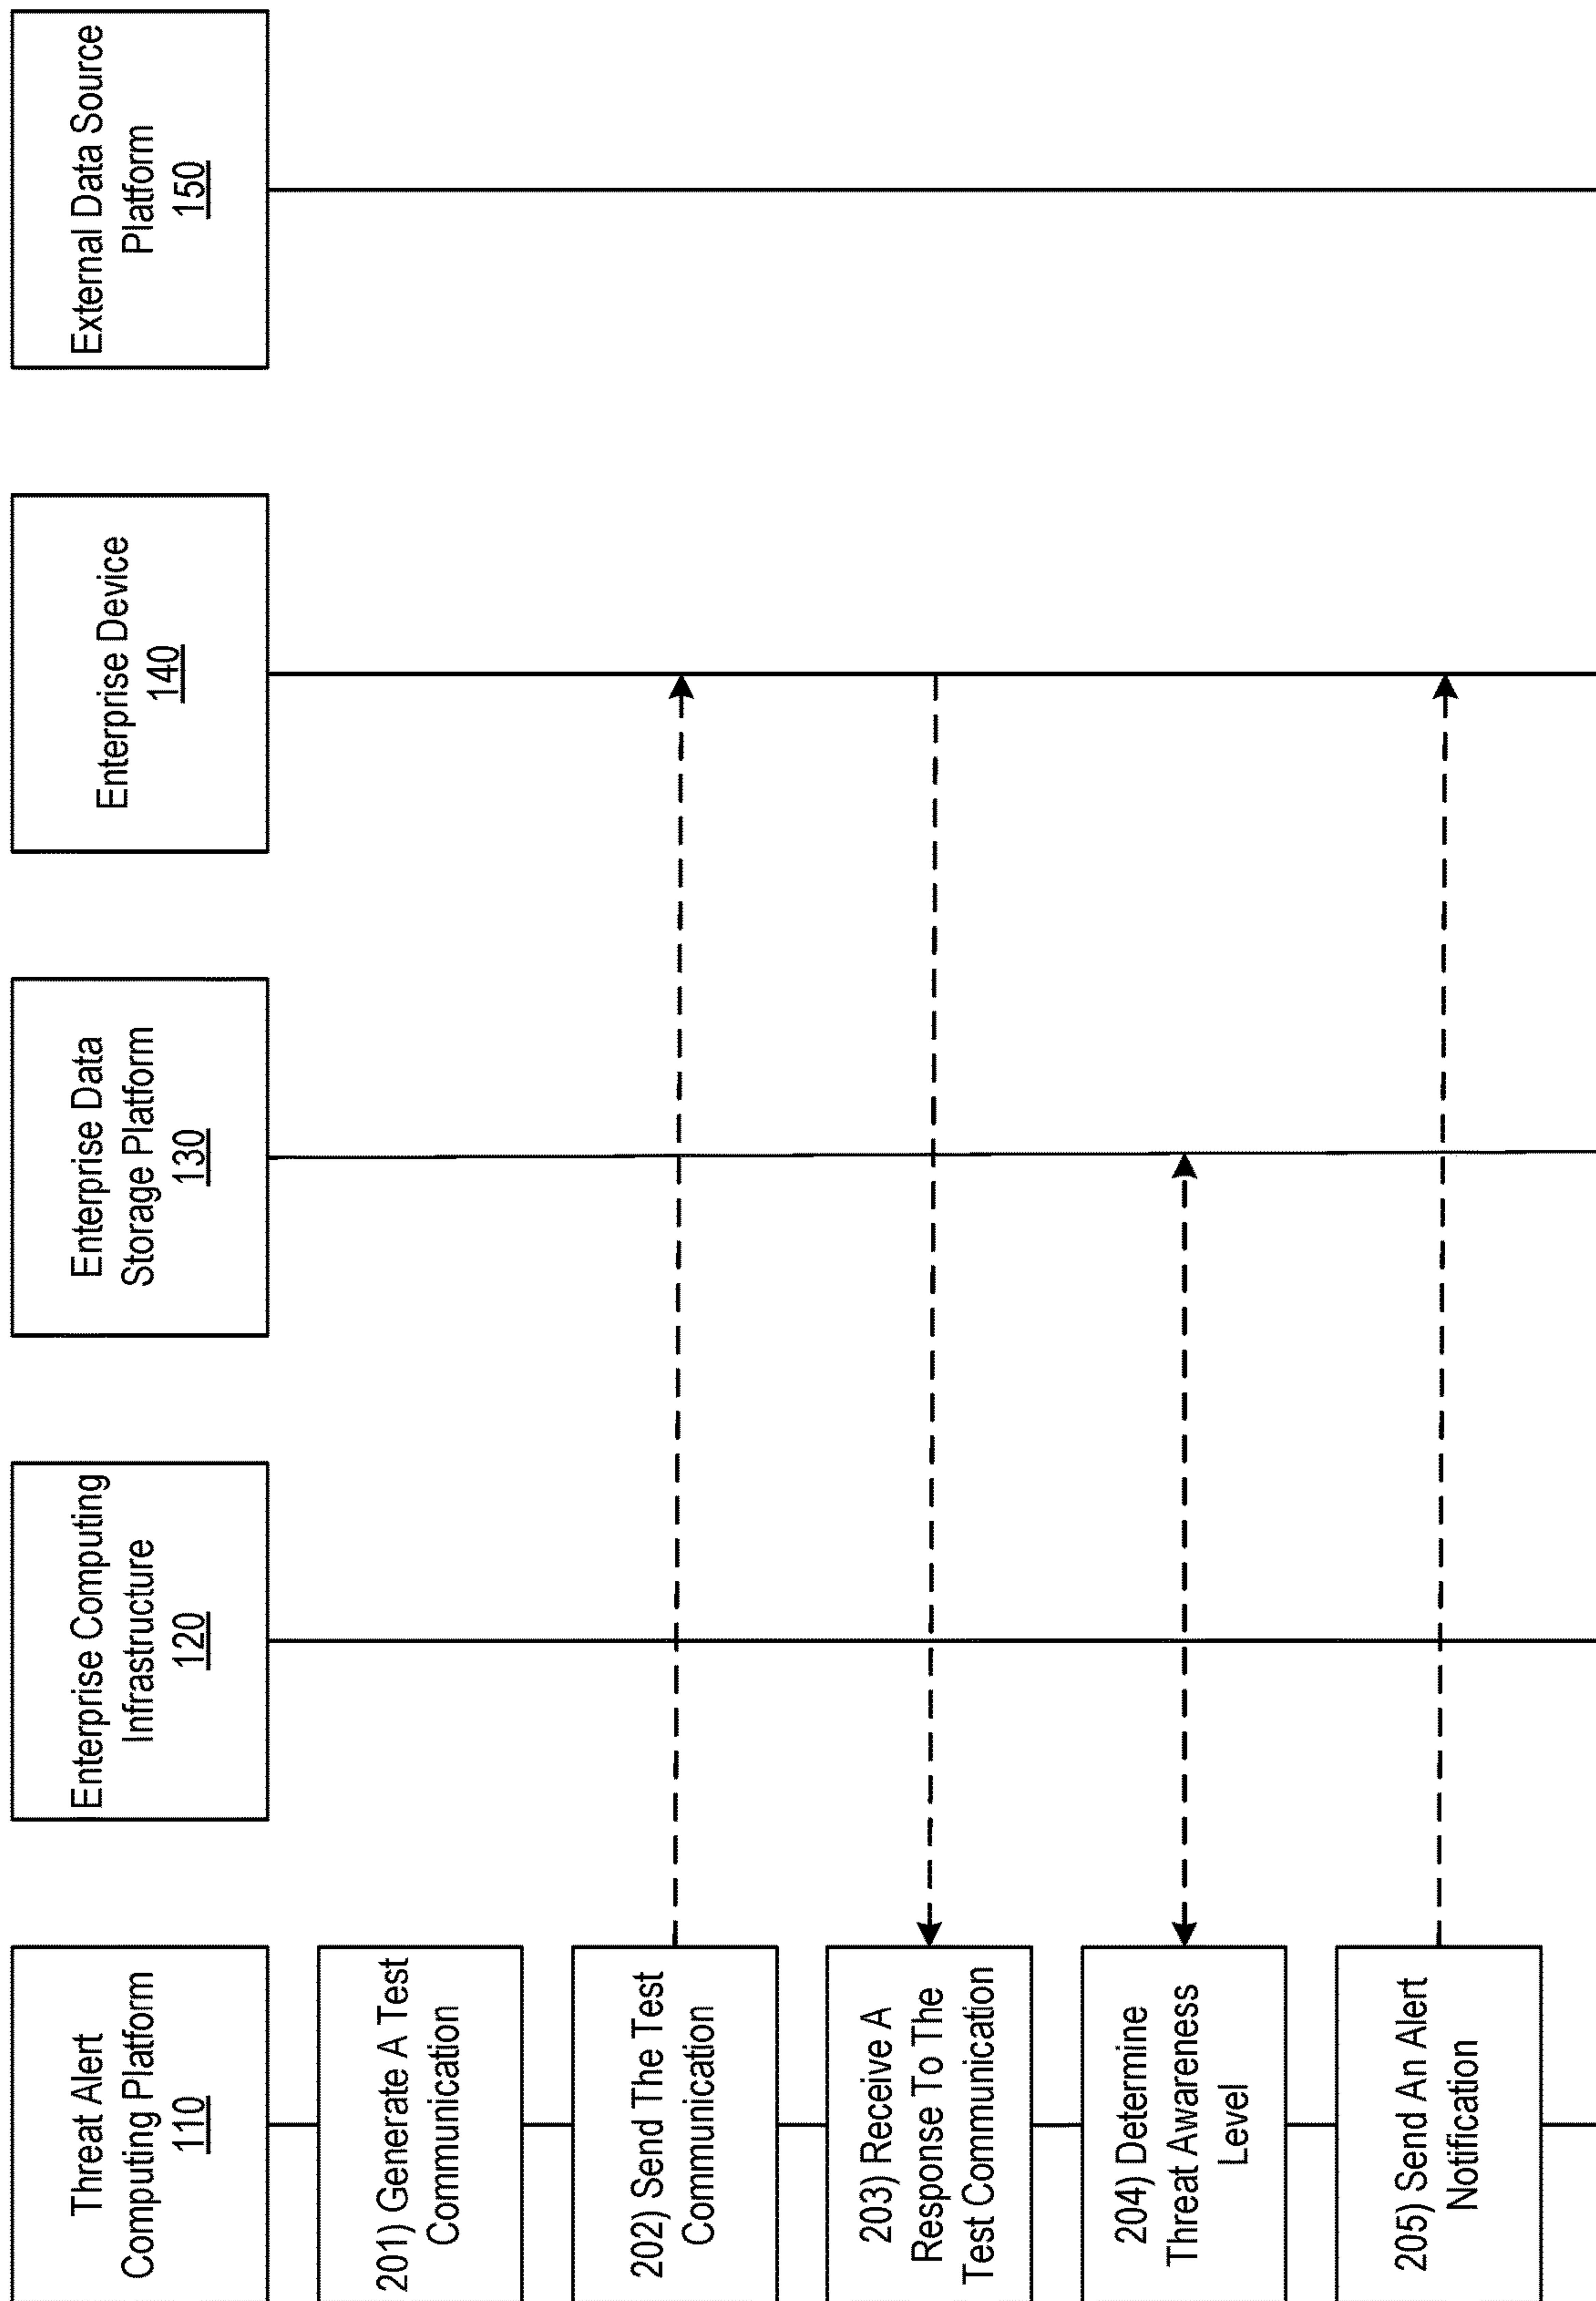 Threat Alert
Computing Platform
110
Enterprise Computing
Infrastructure
120
Enterprise Data
Storage Platform
130
Enterprise Device
140
External Data Source
Platform
150
201) Generate A Test
Communication
202) Send The Test
Communication
203) Receive A
Response To The
Test Communication
204) Determine
Threat Awareness
Level
205) Send An Alert
Notification